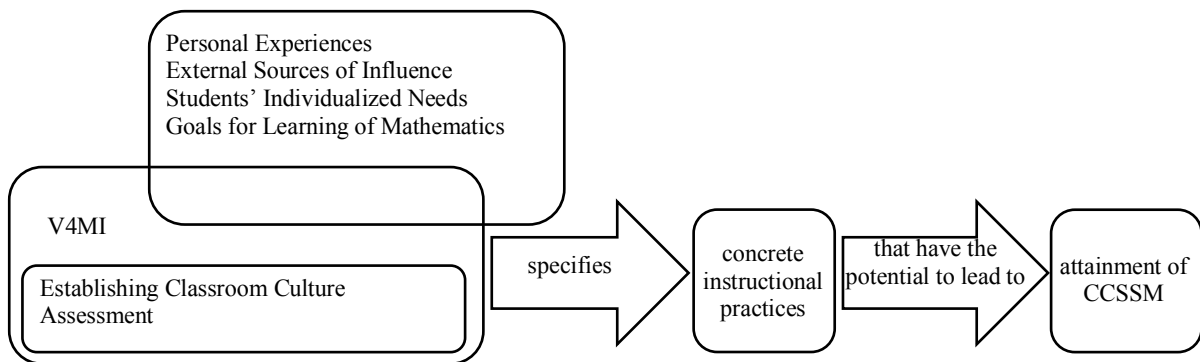 Personal Experiences
External Sources of Influence
Students’ Individualized Needs
Goals for Learning of Mathematics
V4MI
Establishing Classroom Culture
Assessment
specifies
concrete
instructional
practices
that have the
potential to lead to
attainment of
CCSSM